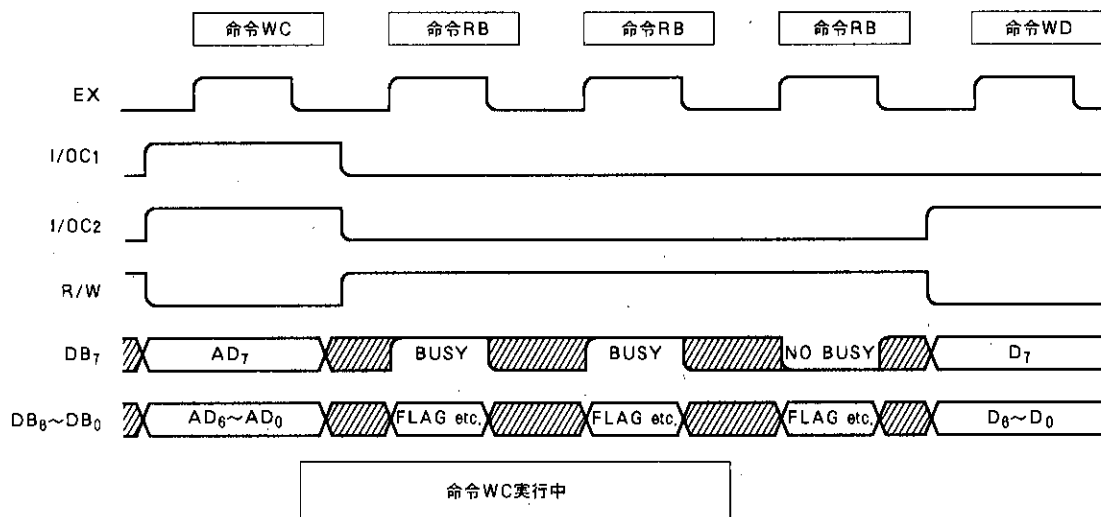 命令WC 命令RB 命令RB 命令RB 命令WD
EX
I/OC1
I/OC2
R/W
DB7 AD7 BUSY BUSY NO BUSY D7
DB6~DB0 AD6~AD0 FLAG etc. FLAG etc. FLAG etc. D6~D0
命令WC実行中